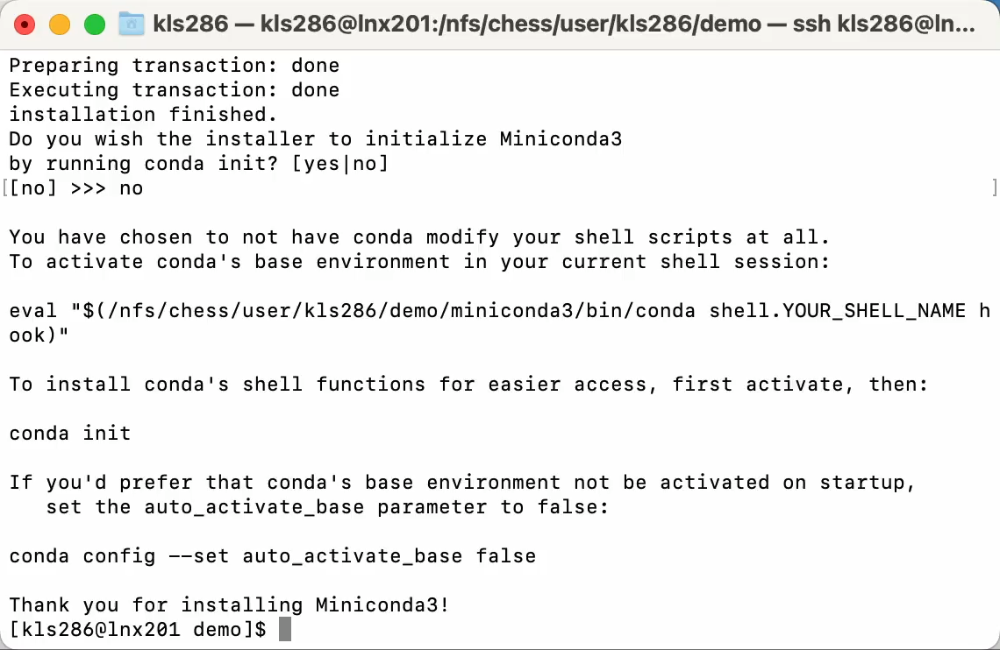 kls286 — kls286@lnx201:/nfs/chess/user/kls286/demo — ssh kls286@ln...
Preparing transaction: done
Executing transaction: done
installation finished.
Do you wish the installer to initialize Miniconda3
by running conda init? [yes|no]
[[no] >>> no ]
You have chosen to not have conda modify your shell scripts at all.
To activate conda's base environment in your current shell session:
eval "$(/nfs/chess/user/kls286/demo/miniconda3/bin/conda shell.YOUR_SHELL_NAME h
ook)"
To install conda's shell functions for easier access, first activate, then:
conda init
If you'd prefer that conda's base environment not be activated on startup,
   set the auto_activate_base parameter to false:
conda config --set auto_activate_base false
Thank you for installing Miniconda3!
[kls286@lnx201 demo]$